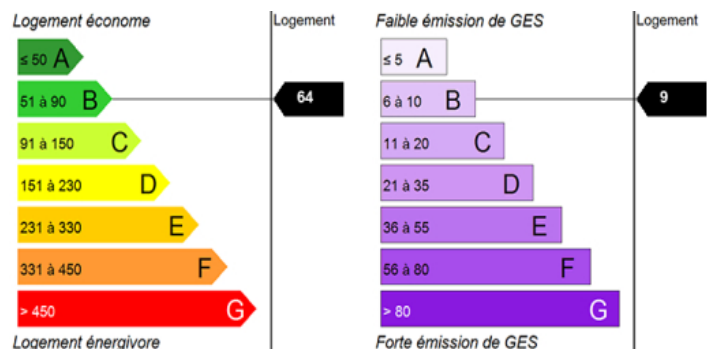 Logement économe
Logement
≤ 50 A
51 à 90 B
64
91 à 150 C
151 à 230 D
231 à 330 E
331 à 450 F
> 450 G
Logement énergivore
Faible émission de GES
Logement
≤ 5 A
6 à 10 B
9
11 à 20 C
21 à 35 D
36 à 55 E
56 à 80 F
> 80 G
Forte émission de GES